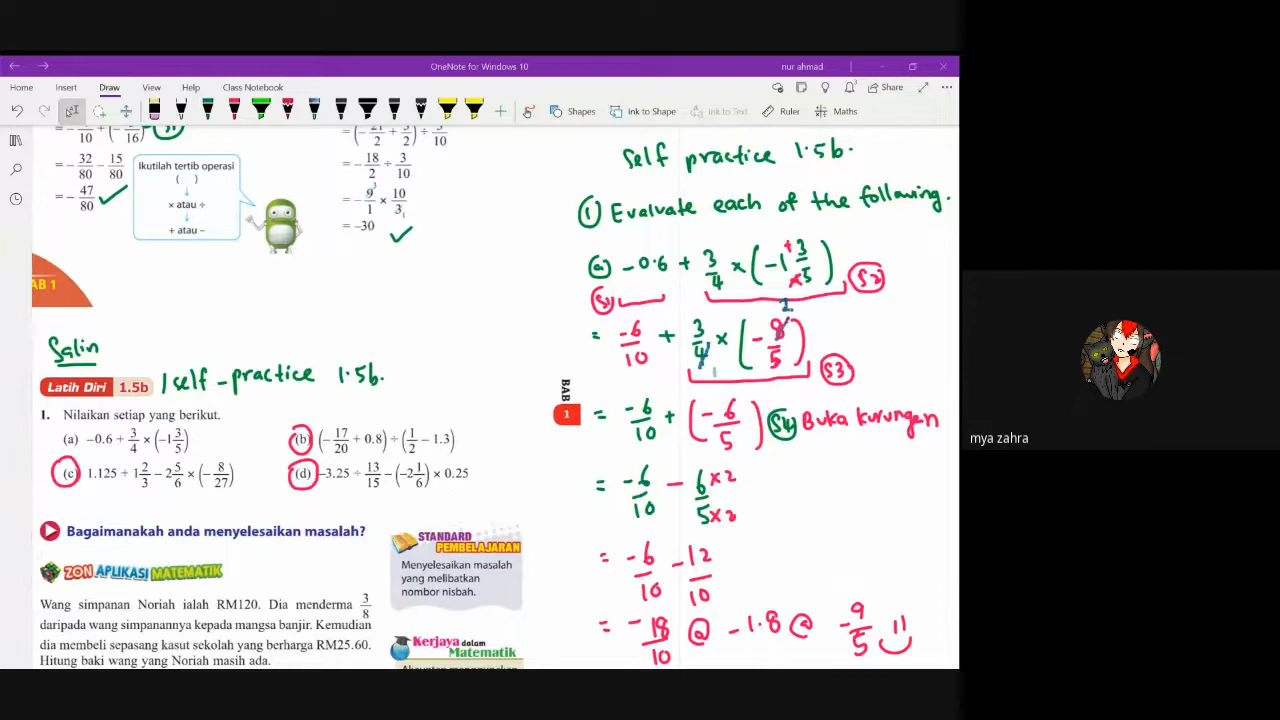 OneNote for Windows 10
nur ahmad
Home Insert Draw View Help Class Notebook
Share
Shapes Ink to Shape Ink to Text Ruler Maths
= -32/80 - 15/80
= -47/80
Ikutilah tertib operasi
( )
× atau ÷
+ atau −
= -18/2 ÷ 3/10
= -9/1 × 10/3
= -30
AB 1
Salin
Latih Diri 1.5b / self-practice 1.5b.
1. Nilaikan setiap yang berikut.
(a) -0.6 + 3/4 × (-1 3/5)
(b) (-17/20 + 0.8) ÷ (1/2 - 1.3)
(c) 1.125 + 1 2/3 - 2 5/6 × (-8/27)
(d) -3.25 ÷ 13/15 - (-2 1/6) × 0.25
Bagaimanakah anda menyelesaikan masalah?
ZON APLIKASI MATEMATIK
Wang simpanan Noriah ialah RM120. Dia menderma 3/8
daripada wang simpanannya kepada mangsa banjir. Kemudian
dia membeli sepasang kasut sekolah yang berharga RM25.60.
Hitung baki wang yang Noriah masih ada.
STANDARD
PEMBELAJARAN
Menyelesaikan masalah
yang melibatkan
nombor nisbah.
Kerjaya dalam
Matematik
BAB
1
Self practice 1.5b.
① Evaluate each of the following.
(a) -0.6 + 3/4 × (-1 3/5) S2
S1
= -6/10 + 3/4 × (-8/5)
S3
= -6/10 + (-6/5) S4 Buka kurungan
= -6/10 - 6×2/5×2
= -6/10 - 12/10
= -18/10 @ -1.8 @ -9/5
mya zahra